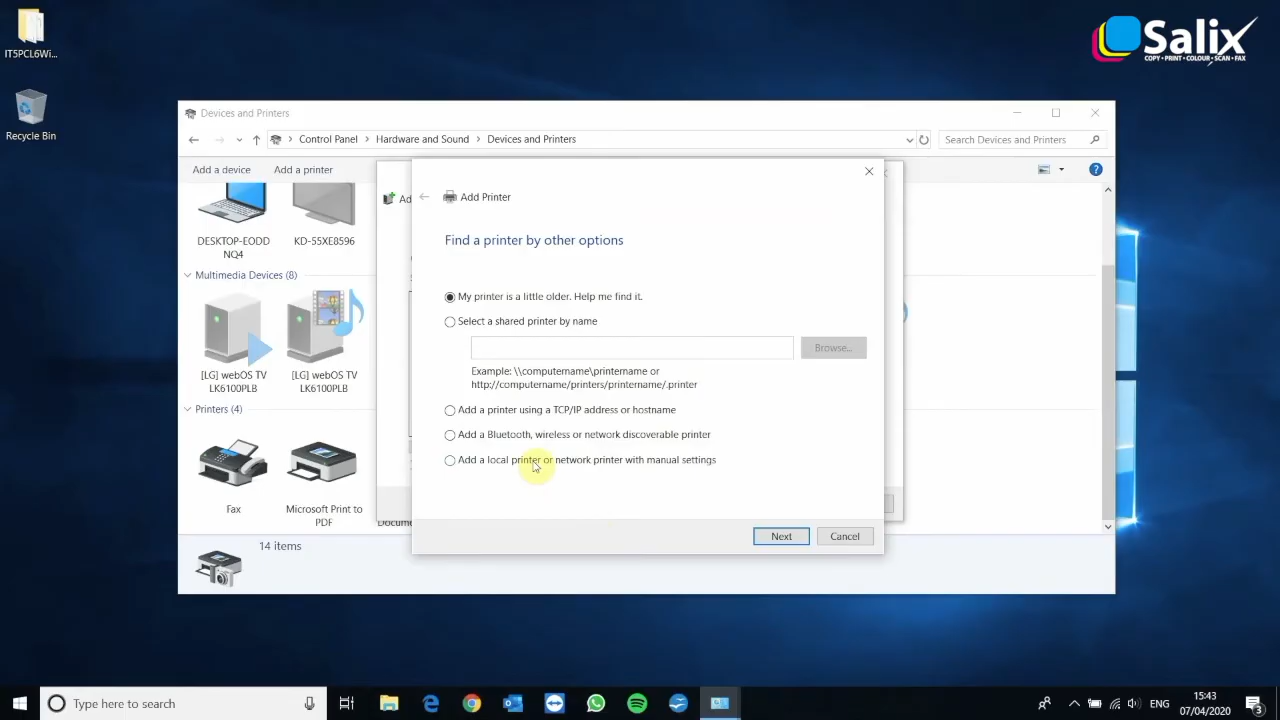 IT5PCL6Wi...
Recycle Bin
Salix
COPY • PRINT • COLOUR • SCAN • FAX
Devices and Printers
Control Panel > Hardware and Sound > Devices and Printers
Search Devices and Printers
Add a device
Add a printer
DESKTOP-EODD
NQ4
KD-55XE8596
Multimedia Devices (8)
[LG] webOS TV
LK6100PLB
[LG] webOS TV
LK6100PLB
Printers (4)
Fax
Microsoft Print to
PDF
Docume
14 items
Ad
Add Printer
Find a printer by other options
My printer is a little older. Help me find it.
Select a shared printer by name
Browse...
Example: \\computername\printername or
http://computername/printers/printername/.printer
Add a printer using a TCP/IP address or hostname
Add a Bluetooth, wireless or network discoverable printer
Add a local printer or network printer with manual settings
Next
Cancel
Type here to search
ENG
15:43
07/04/2020
3